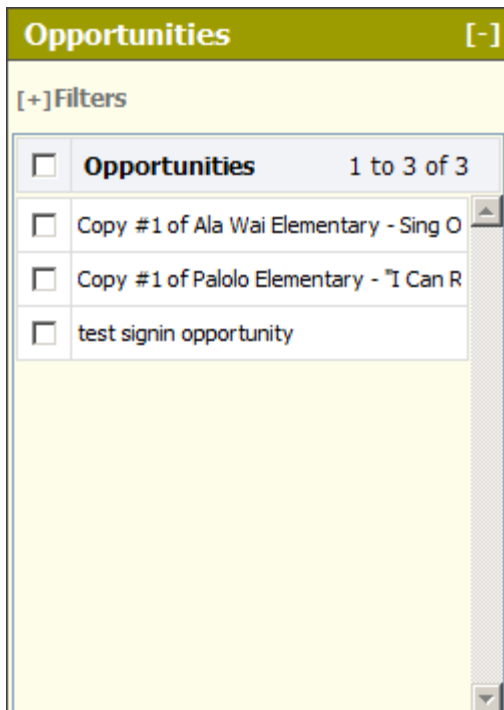 Opportunities [-]
[+]Filters
Opportunities 1 to 3 of 3
Copy #1 of Ala Wai Elementary - Sing O
Copy #1 of Palolo Elementary - "I Can R
test signin opportunity